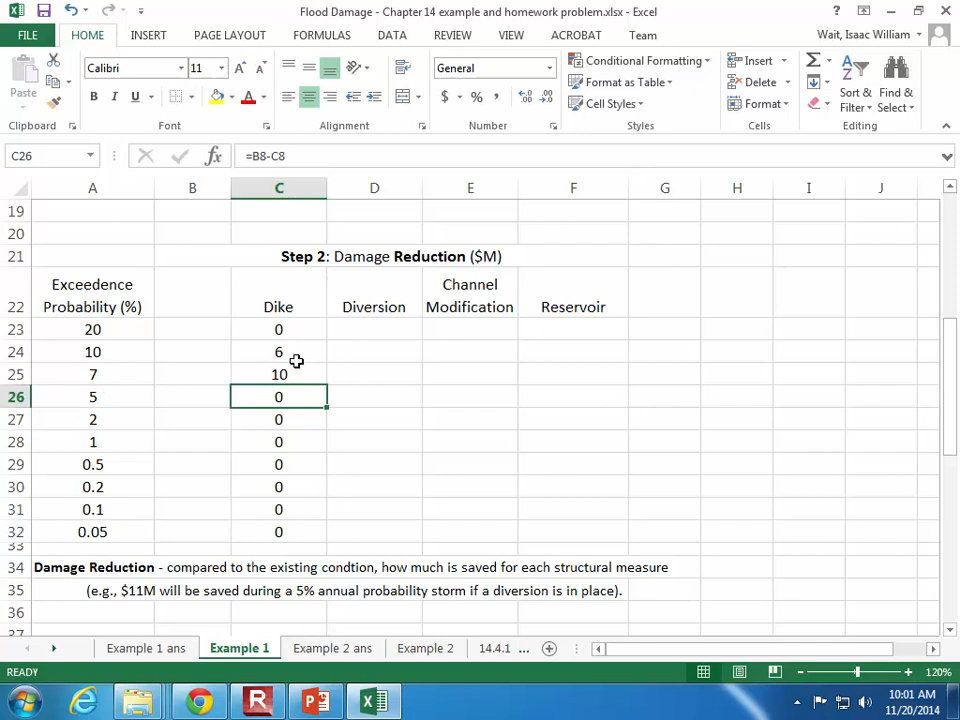 Flood Damage - Chapter 14 example and homework problem.xlsx - Excel
FILE HOME INSERT PAGE LAYOUT FORMULAS DATA REVIEW VIEW ACROBAT Team Wait, Isaac William
Paste
Calibri 11
B I U
General
$ % ,
Conditional Formatting
Format as Table
Cell Styles
Insert
Delete
Format
Sort & Filter
Find & Select
Clipboard Font Alignment Number Styles Cells Editing
C26 fx =B8-C8
A B C D E F G H I J
19
20
21 Step 2: Damage Reduction ($M)
22 Exceedence Probability (%) Dike Diversion Channel Modification Reservoir
23 20 0
24 10 6
25 7 10
26 5 0
27 2 0
28 1 0
29 0.5 0
30 0.2 0
31 0.1 0
32 0.05 0
33
34 Damage Reduction - compared to the existing condtion, how much is saved for each structural measure
35 (e.g., $11M will be saved during a 5% annual probability storm if a diversion is in place).
36
37
Example 1 ans Example 1 Example 2 ans Example 2 14.4.1 ...
READY 120%
10:01 AM
11/20/2014